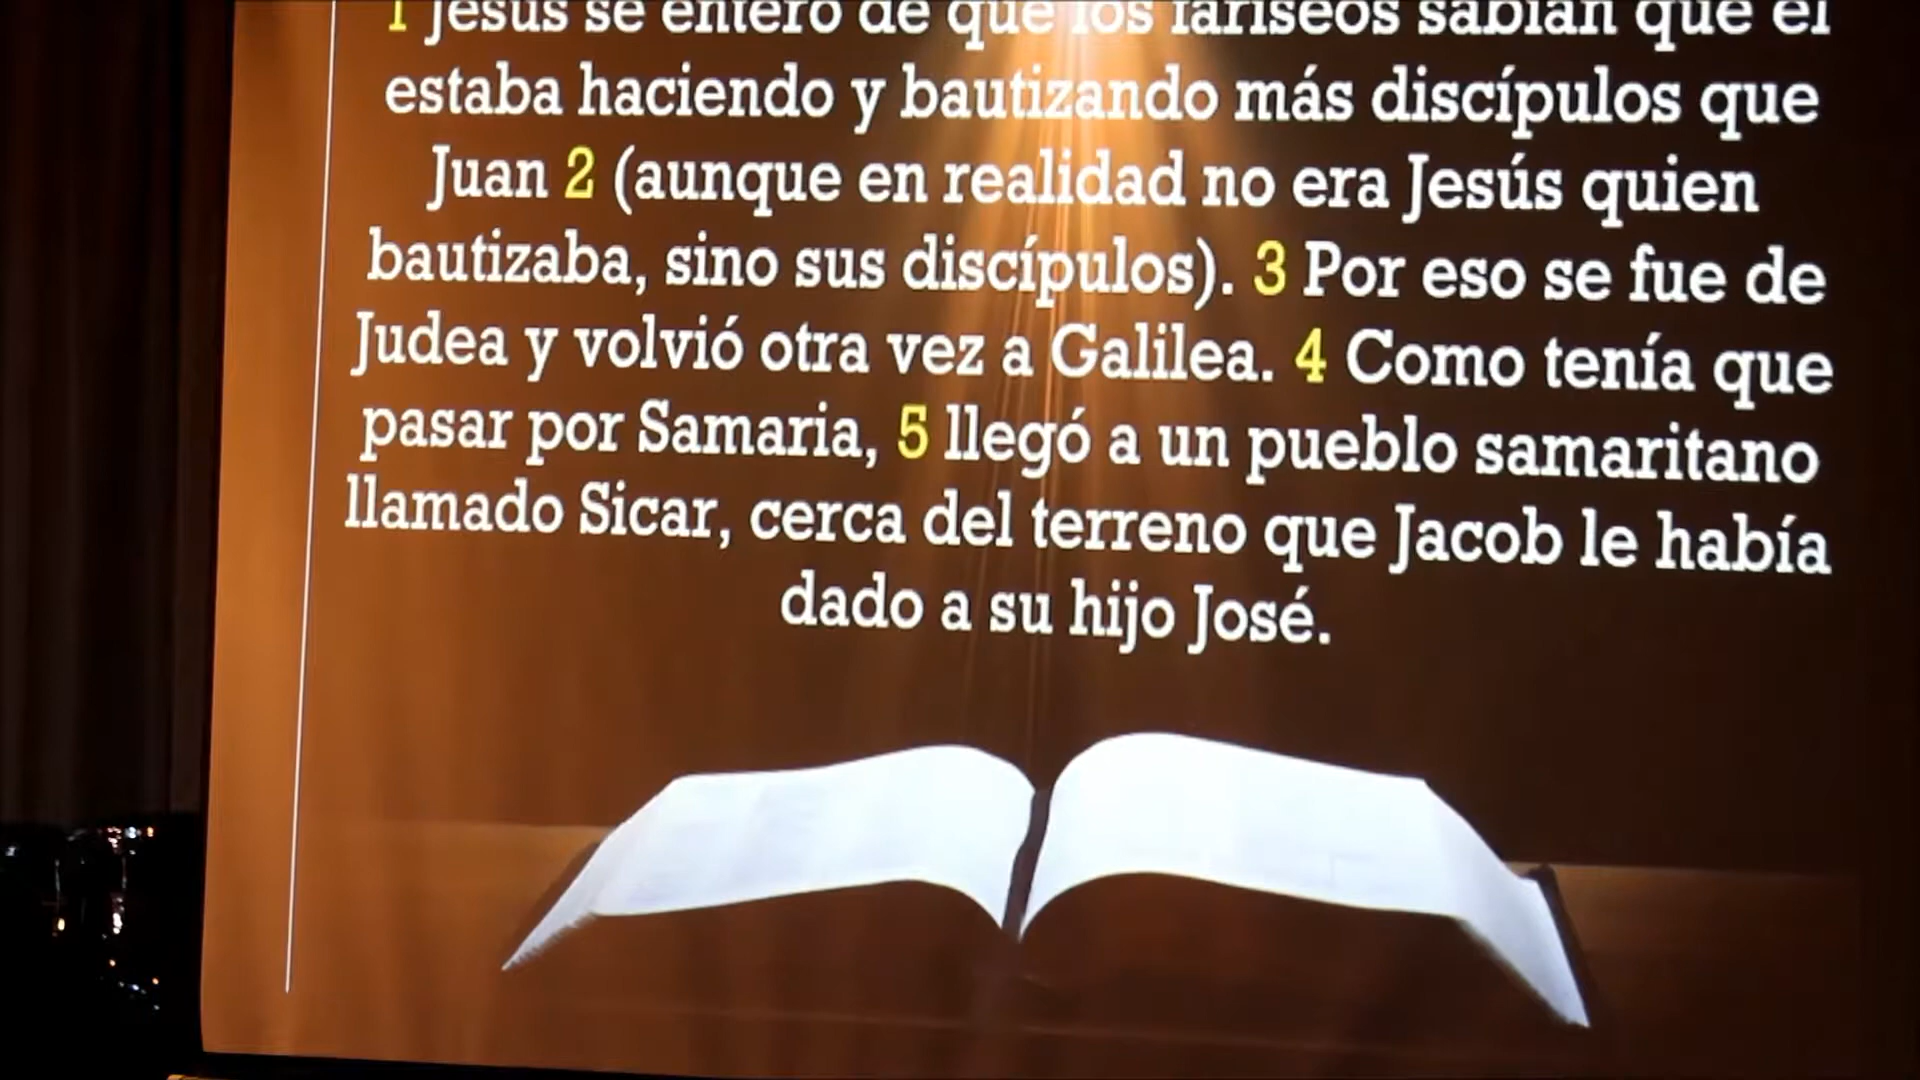 1 Jesús se enteró de que los fariseos sabían que él
estaba haciendo y bautizando más discípulos que
Juan 2 (aunque en realidad no era Jesús quien
bautizaba, sino sus discípulos). 3 Por eso se fue de
Judea y volvió otra vez a Galilea. 4 Como tenía que
pasar por Samaria, 5 llegó a un pueblo samaritano
llamado Sicar, cerca del terreno que Jacob le había
dado a su hijo José.